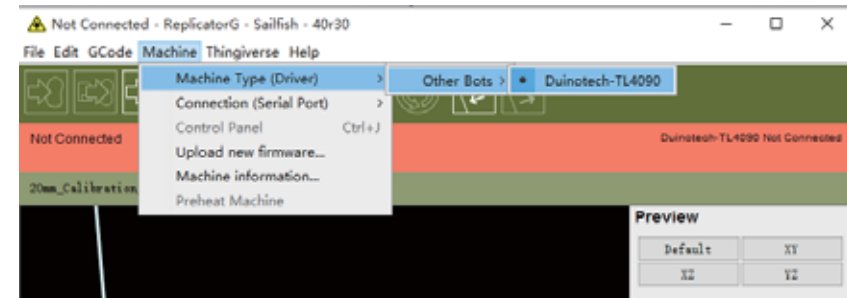 Not Connected - ReplicatorG - Sailfish - 40r30
File Edit GCode Machine Thingiverse Help
Machine Type (Driver) > Other Bots > Duinotech-TL4090
Connection (Serial Port) >
Control Panel Ctrl+J
Not Connected
Duinotech-TL4090 Not Connected
Upload new firmware...
Machine information...
20mm_Calibration
Preheat Machine
Preview
Default XY
XZ YZ